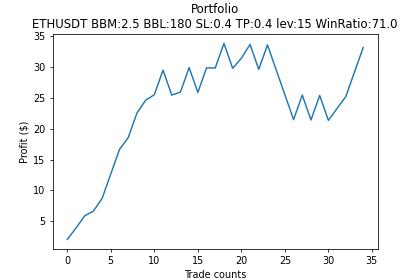 Portfolio
ETHUSDT BBM:2.5 BBL:180 SL:0.4 TP:0.4 lev:15 WinRatio:71.0
Profit ($)
35
30
25
20
15
10
5
0 5 10 15 20 25 30 35
Trade counts